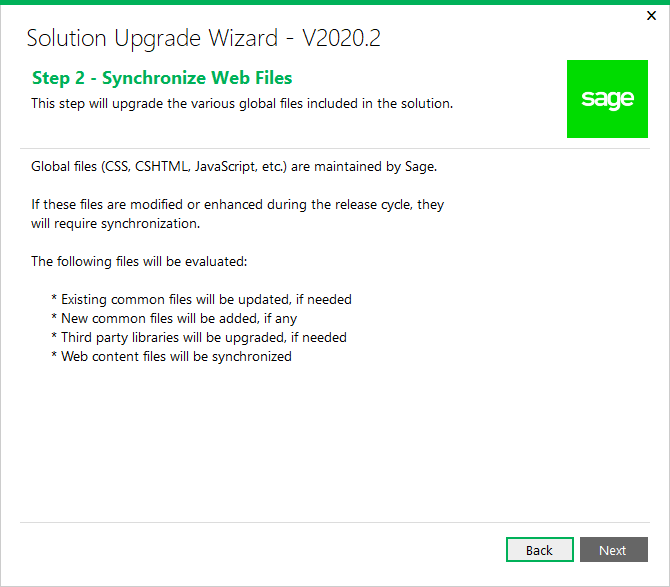 Solution Upgrade Wizard - V2020.2
Step 2 - Synchronize Web Files
This step will upgrade the various global files included in the solution.
sage
Global files (CSS, CSHTML, JavaScript, etc.) are maintained by Sage.
If these files are modified or enhanced during the release cycle, they
will require synchronization.
The following files will be evaluated:
* Existing common files will be updated, if needed
* New common files will be added, if any
* Third party libraries will be upgraded, if needed
* Web content files will be synchronized
Back
Next